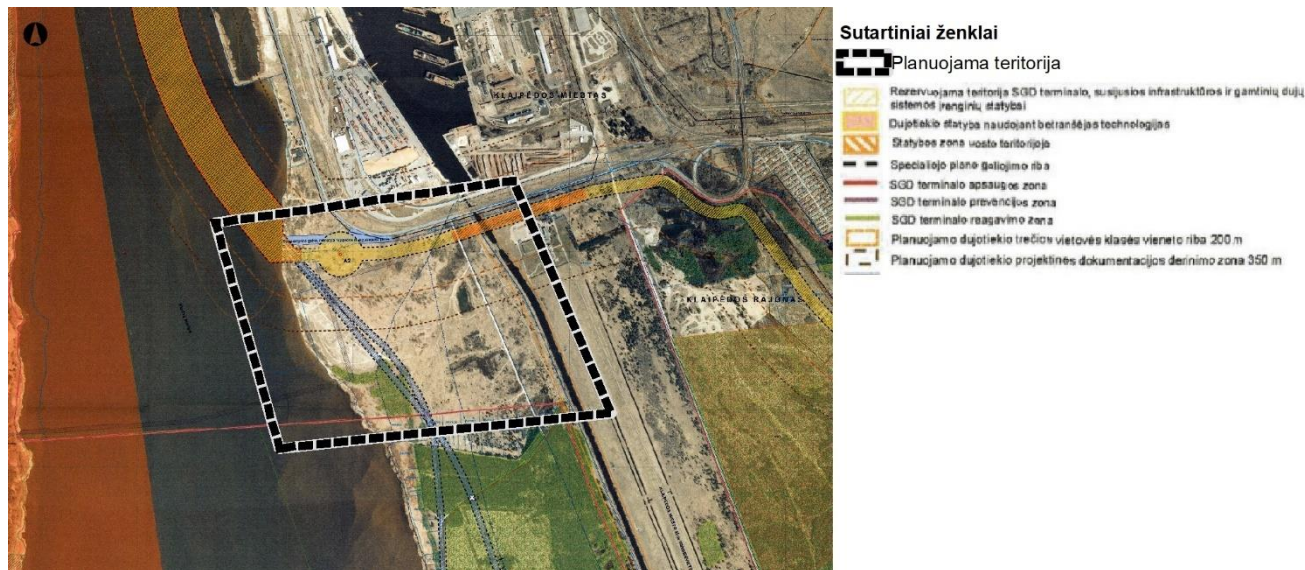 Sutartiniai ženklai
Planuojama teritorija
Rezervuojama teritorija SGD terminalo, susijusios infrastruktūros ir gamtinių dujų
sistemos įrenginių statybai
Dujotiekio statyba naudojant betranšėjas technologijas
Statybos zona uosto teritorijoje
Specialiojo plano galiojimo riba
SGD terminalo apsaugos zona
SGD terminalo prevencijos zona
SGD terminalo reagavimo zona
Planuojamo dujotiekio trečios vietovės klasės vieneto riba 200 m
Planuojamo dujotiekio projektinės dokumentacijos derinimo zona 350 m
KLAIPĖDOS MIESTAS
KLAIPĖDOS RAJONAS